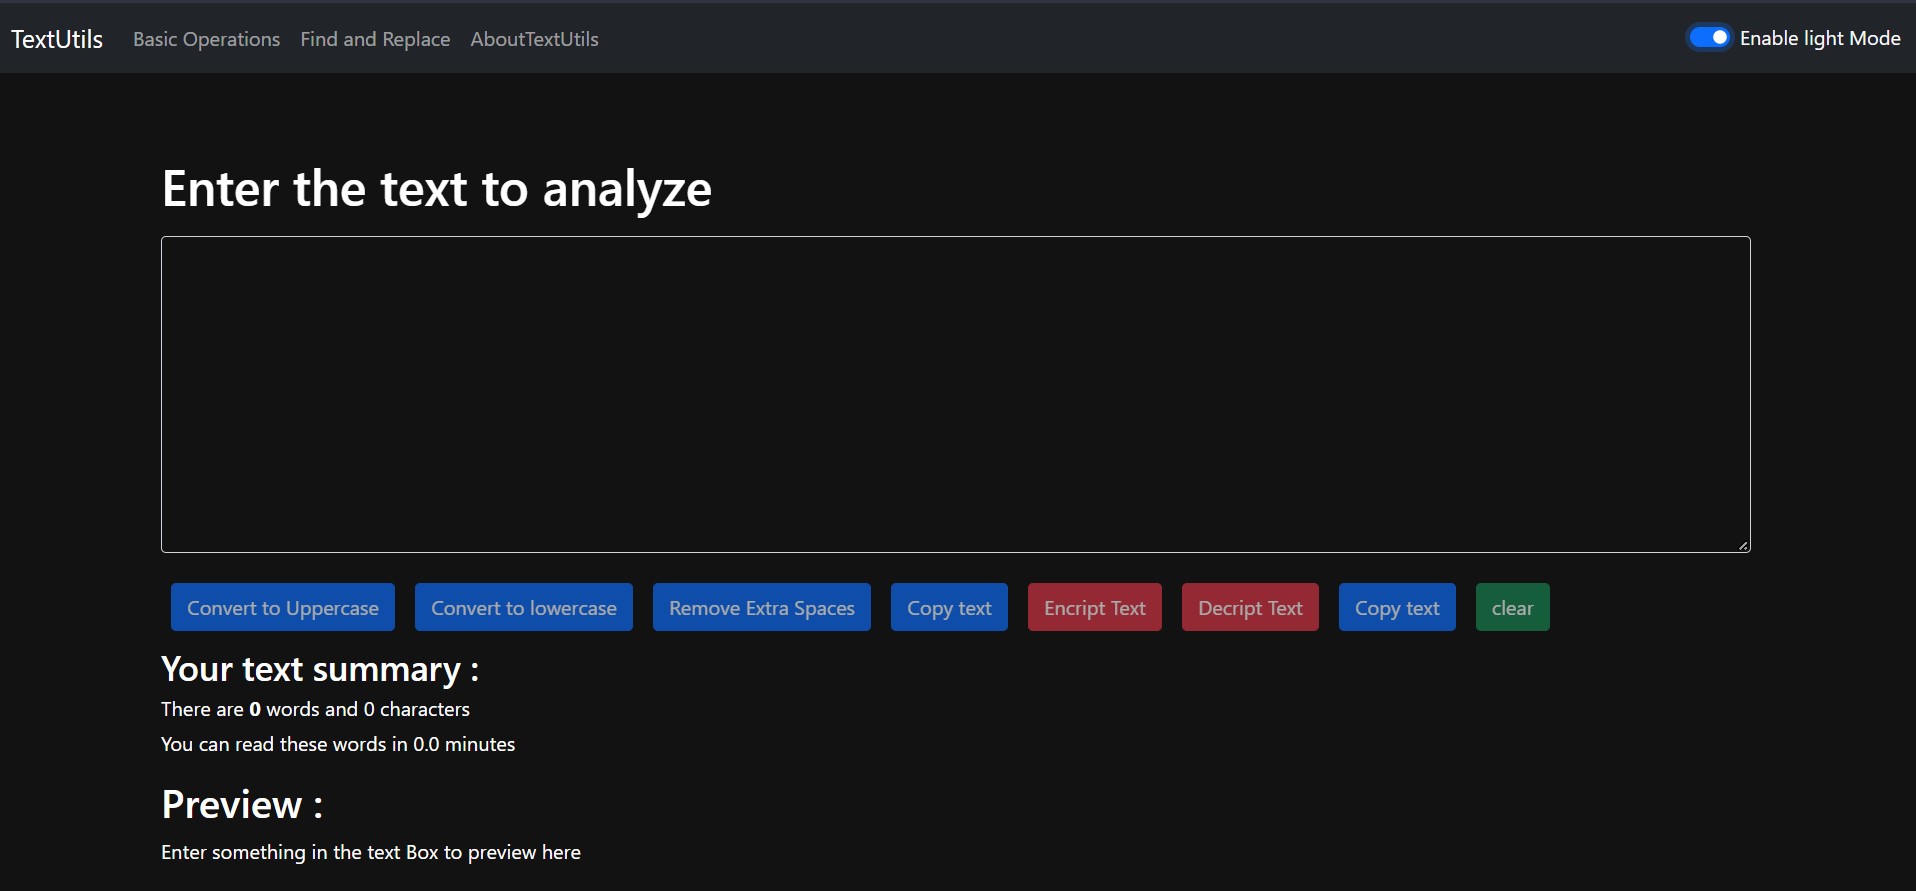 TextUtils Basic Operations Find and Replace AboutTextUtils Enable light Mode
Enter the text to analyze
Convert to Uppercase Convert to lowercase Remove Extra Spaces Copy text Encript Text Decript Text Copy text clear
Your text summary :
There are 0 words and 0 characters
You can read these words in 0.0 minutes
Preview :
Enter something in the text Box to preview here